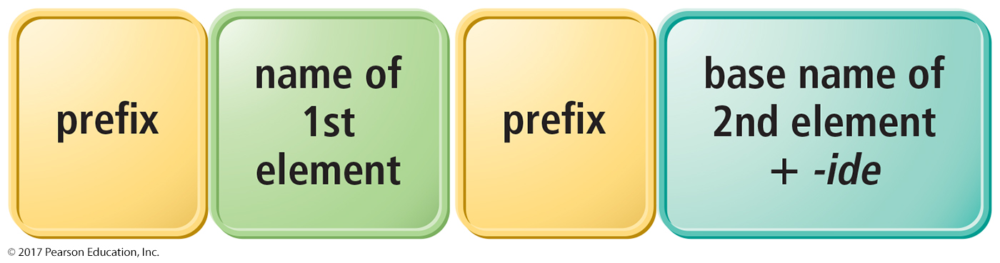 prefix
name of
1st
element
prefix
base name of
2nd element
+ -ide
© 2017 Pearson Education, Inc.